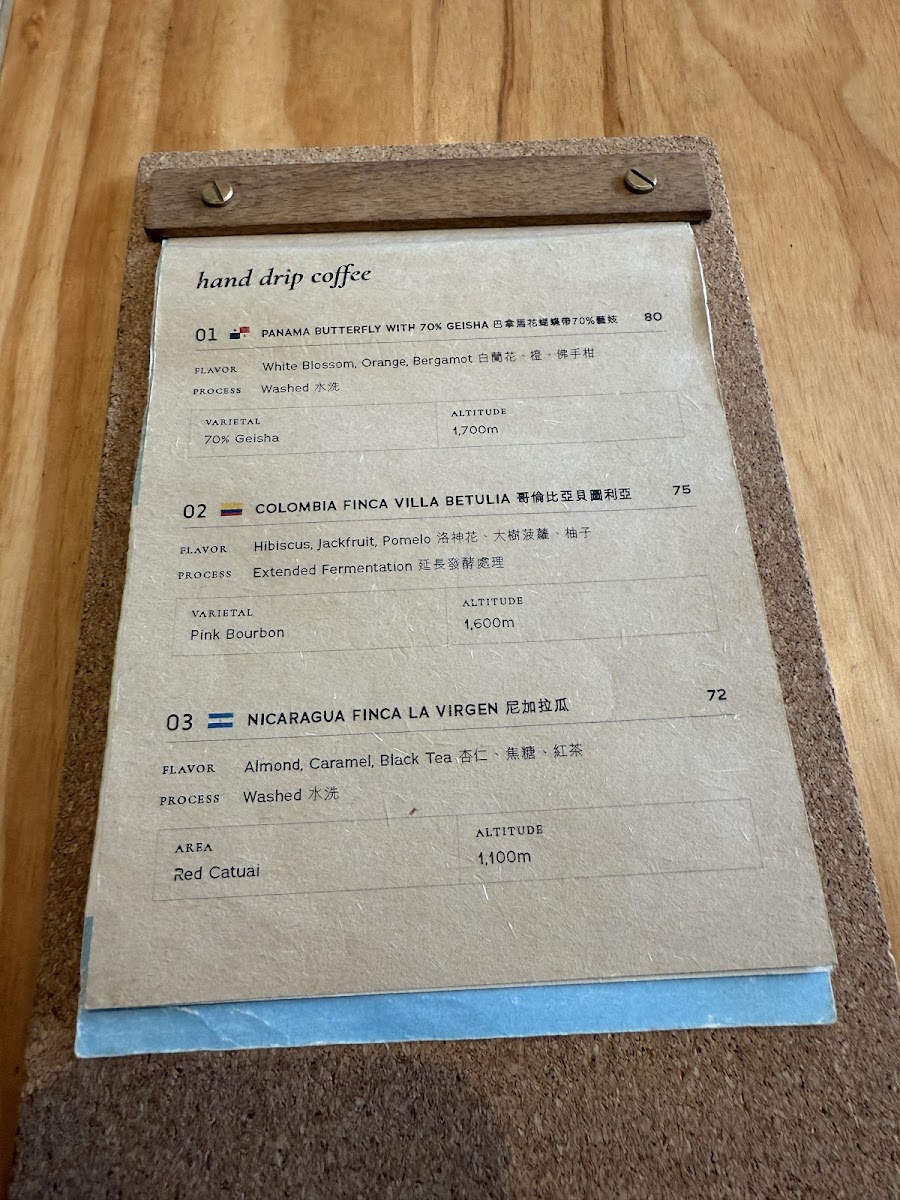 hand drip coffee
01 PANAMA BUTTERFLY WITH 70% GEISHA 巴拿馬花蝴蝶帶70%藝妓 80
FLAVOR White Blossom, Orange, Bergamot 白蘭花、橙、佛手柑
PROCESS Washed 水洗
VARIETAL ALTITUDE
70% Geisha 1,700m
02 COLOMBIA FINCA VILLA BETULIA 哥倫比亞貝圖利亞 75
FLAVOR Hibiscus, Jackfruit, Pomelo 洛神花、大樹菠蘿、柚子
PROCESS Extended Fermentation 延長發酵處理
VARIETAL ALTITUDE
Pink Bourbon 1,600m
03 NICARAGUA FINCA LA VIRGEN 尼加拉瓜 72
FLAVOR Almond, Caramel, Black Tea 杏仁、焦糖、紅茶
PROCESS Washed 水洗
AREA ALTITUDE
Red Catuai 1,100m